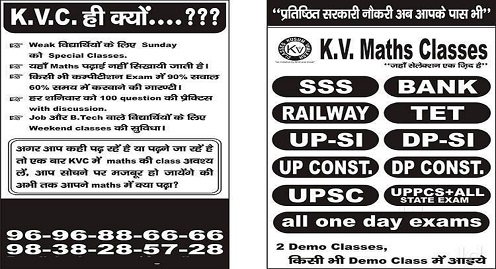 K.V.C. ही क्यों....???
Weak विद्यार्थियों के लिए Sunday
को Special Classes.
यहाँ Maths पढ़ाई नहीं सिखायी जाती है।
किसी भी कम्पटीशन Exam में 90% सवाल
60% समय में करवाने की गारण्टी।
हर शनिवार को 100 question की प्रैक्टिस
with discussion.
Job और B.Tech वाले विद्यार्थियों के लिए
Weekend classes की सुविधा।
अगर आप कही पढ़ रहें है या पढ़ने जा रहें है
तो एक बार KVC में maths की class अवश्य
लें, आप सोचने पर मजबूर हो जायेंगे की
अभी तक आपने maths में क्या पढ़ा?
96-96-88-66-66
98-38-28-57-28
"प्रतिष्ठित सरकारी नौकरी अब आपके पास भी"
KV
K.V. Maths Classes
"जहाँ सेलेक्शन एक ज़िद है"
SSS BANK
RAILWAY TET
UP-SI DP-SI
UP CONST. DP CONST.
UPSC UPPCS+ALL
STATE EXAM
all one day exams
2 Demo Classes,
किसी भी Demo Class में आइये